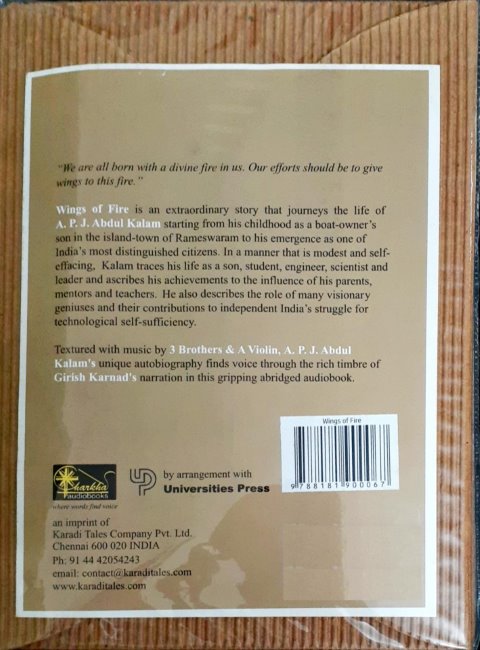 "We are all born with a divine fire in us. Our efforts should be to give
wings to this fire."
Wings of Fire is an extraordinary story that journeys the life of
A. P. J. Abdul Kalam starting from his childhood as a boat-owner's
son in the island-town of Rameswaram to his emergence as one of
India's most distinguished citizens. In a manner that is modest and self-
effacing, Kalam traces his life as a son, student, engineer, scientist and
leader and ascribes his achievements to the influence of his parents,
mentors and teachers. He also describes the role of many visionary
geniuses and their contributions to independent India's struggle for
technological self-sufficiency.
Textured with music by 3 Brothers & A Violin, A. P. J. Abdul
Kalam's unique autobiography finds voice through the rich timbre of
Girish Karnad's narration in this gripping abridged audiobook.
Wings of Fire
9 788181 900067
Charkha
audiobooks
where words find voice
UP
by arrangement with
Universities Press
an imprint of
Karadi Tales Company Pvt. Ltd.
Chennai 600 020 INDIA
Ph: 91 44 42054243
email: contact@karaditales.com
www.karaditales.com